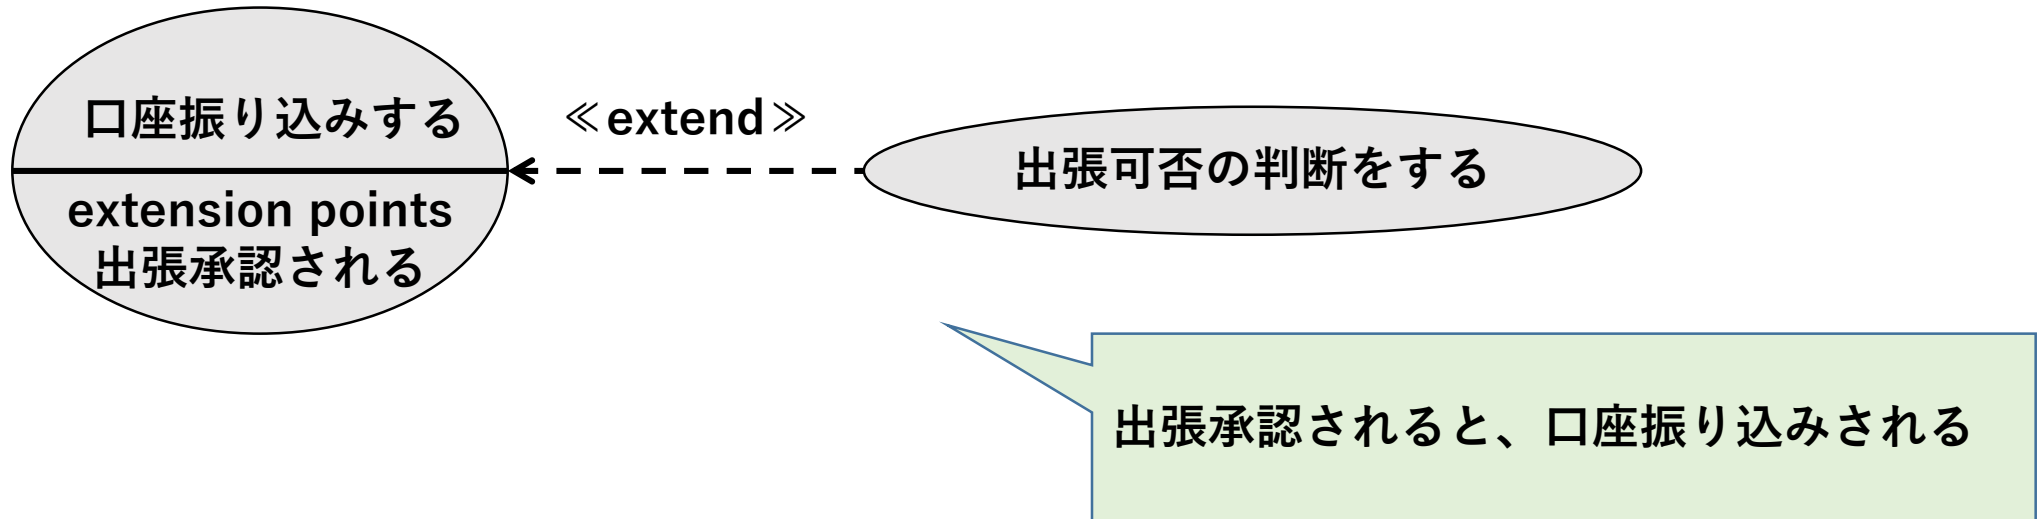 口座振り込みする
extension points
出張承認される
≪extend≫
出張可否の判断をする
出張承認されると、口座振り込みされる